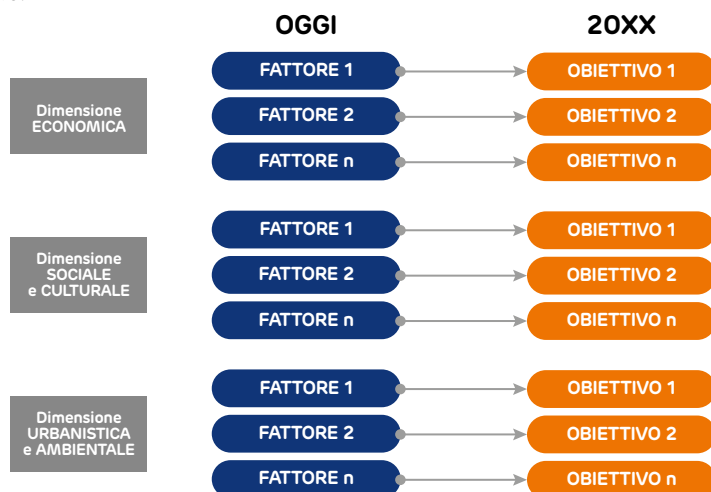 OGGI 20XX
FATTORE 1 OBIETTIVO 1
Dimensione
ECONOMICA
FATTORE 2 OBIETTIVO 2
FATTORE n OBIETTIVO n
FATTORE 1 OBIETTIVO 1
Dimensione
SOCIALE
e CULTURALE
FATTORE 2 OBIETTIVO 2
FATTORE n OBIETTIVO n
FATTORE 1 OBIETTIVO 1
Dimensione
URBANISTICA
e AMBIENTALE
FATTORE 2 OBIETTIVO 2
FATTORE n OBIETTIVO n